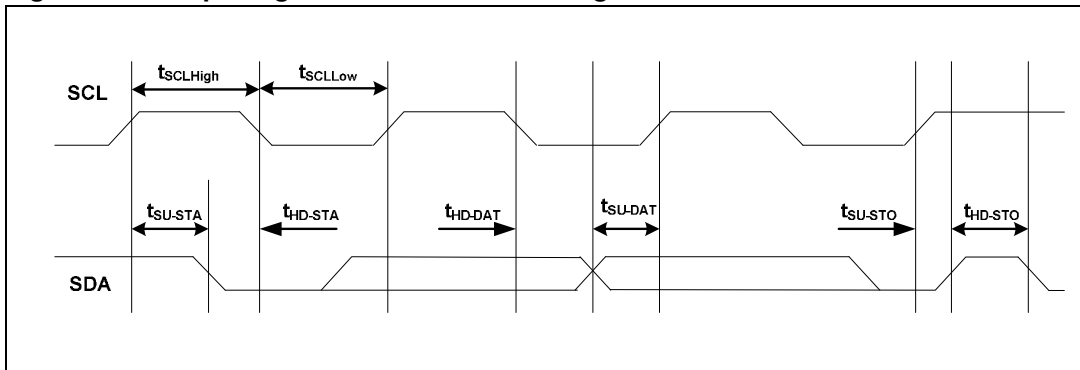 tSCLHigh tSCLLow
SCL
tSU-STA tHD-STA tHD-DAT tSU-DAT tSU-STO tHD-STO
SDA